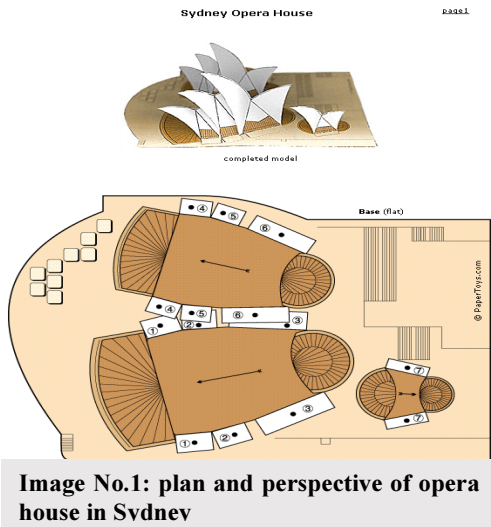 Sydney Opera House
page1
completed model
Base (flat)
④
⑤
⑥
© PaperToys.com
④
⑤
⑥
③
①
②
⑦
③
⑦
①
②
Image No.1: plan and perspective of opera
house in Sydney